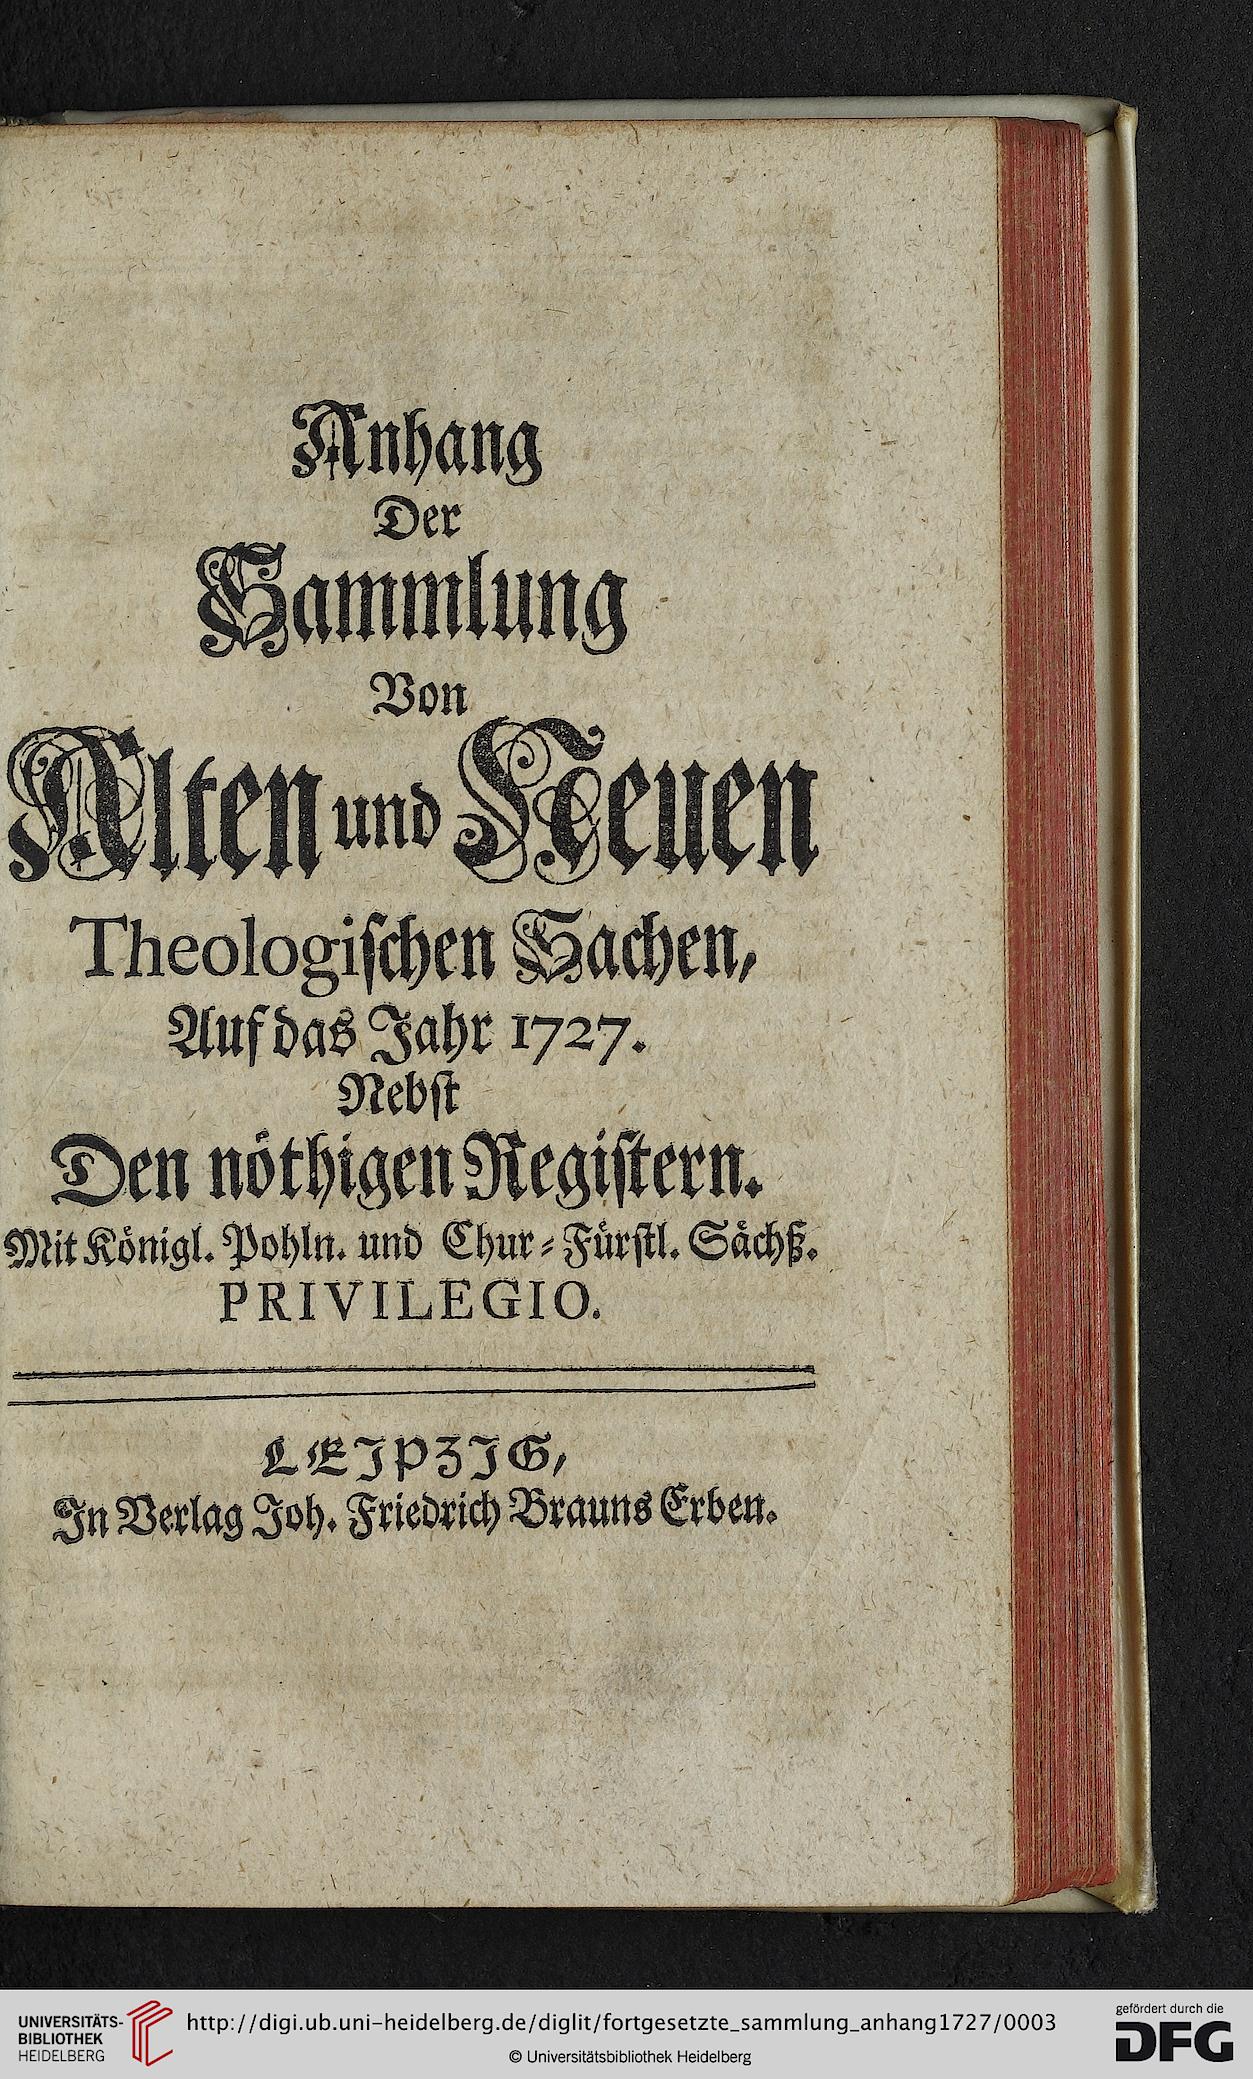 Anhang
Der
Sammlung
Von
Alten und Neuen
Theologiſchen Sachen,
Auf das Jahr 1727.
Nebſt
Den nöthigen Regiſtern.
Mit Königl. Pohln. und Chur-Fürſtl. Sächß.
PRIVILEGIO.
LEIPZIG,
In Verlag Joh. Friedrich Brauns Erben.
UNIVERSITÄTS-
BIBLIOTHEK
HEIDELBERG
http://digi.ub.uni-heidelberg.de/diglit/fortgesetzte_sammlung_anhang1727/0003
© Universitätsbibliothek Heidelberg
gefördert durch die
DFG